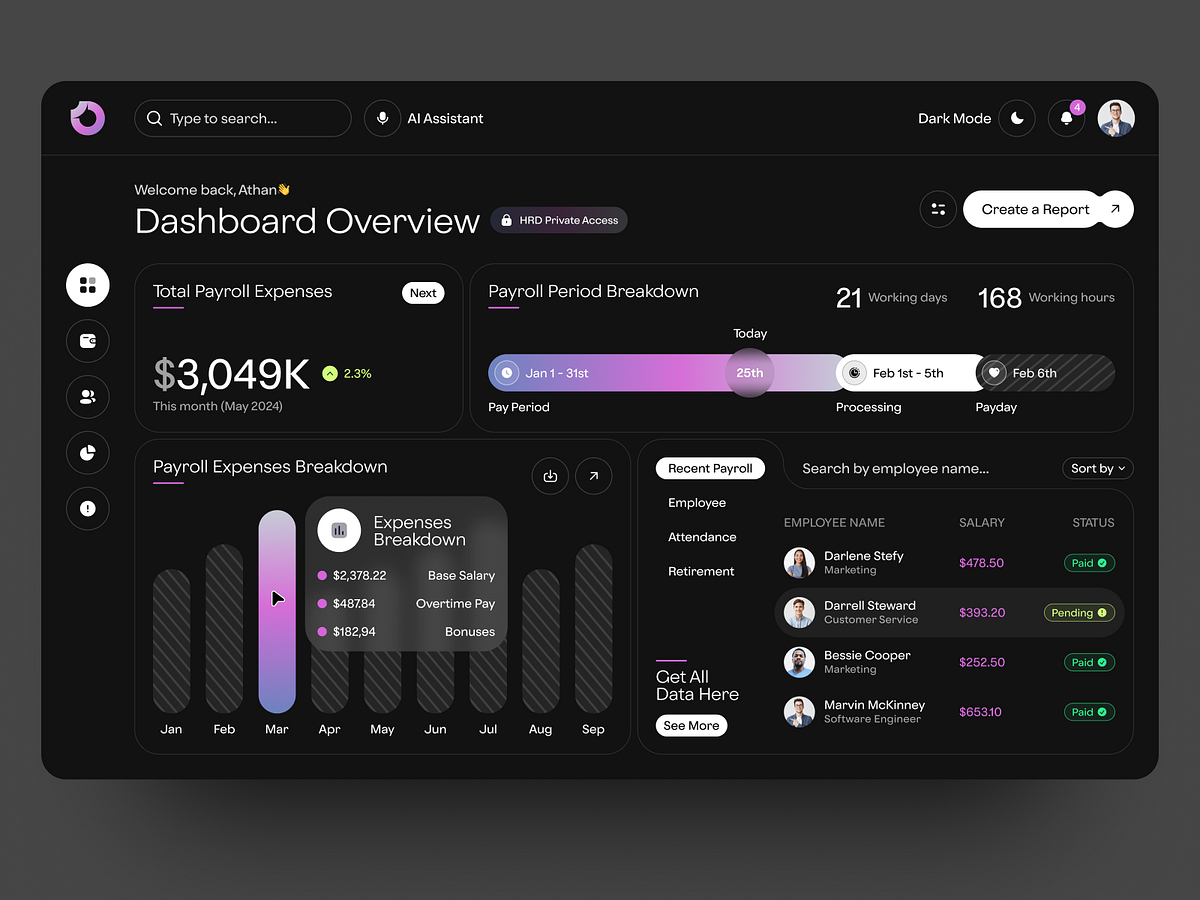 Type to search...
AI Assistant
Dark Mode
4
Welcome back, Athan👋
Dashboard Overview
HRD Private Access
Create a Report
Total Payroll Expenses
Next
$3,049K
2.3%
This month (May 2024)
Payroll Period Breakdown
21 Working days
168 Working hours
Today
Jan 1 - 31st
25th
Feb 1st - 5th
Feb 6th
Pay Period
Processing
Payday
Payroll Expenses Breakdown
Expenses
Breakdown
$2,378.22 Base Salary
$487.84 Overtime Pay
$182,94 Bonuses
Jan Feb Mar Apr May Jun Jul Aug Sep
Recent Payroll
Employee
Attendance
Retirement
Get All
Data Here
See More
Search by employee name...
Sort by
EMPLOYEE NAME SALARY STATUS
Darlene Stefy
Marketing
$478.50
Paid
Darrell Steward
Customer Service
$393.20
Pending
Bessie Cooper
Marketing
$252.50
Paid
Marvin McKinney
Software Engineer
$653.10
Paid